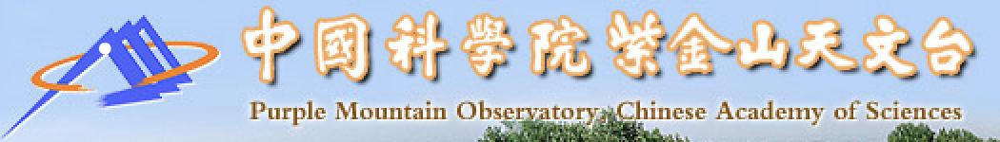 中國科學院紫金山天文台
Purple Mountain Observatory, Chinese Academy of Sciences